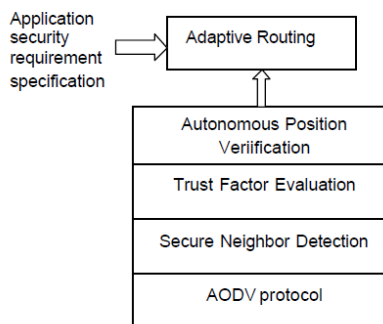 Application
security
requirement
specification
Adaptive Routing
Autonomous Position
Veriification
Trust Factor Evaluation
Secure Neighbor Detection
AODV protocol